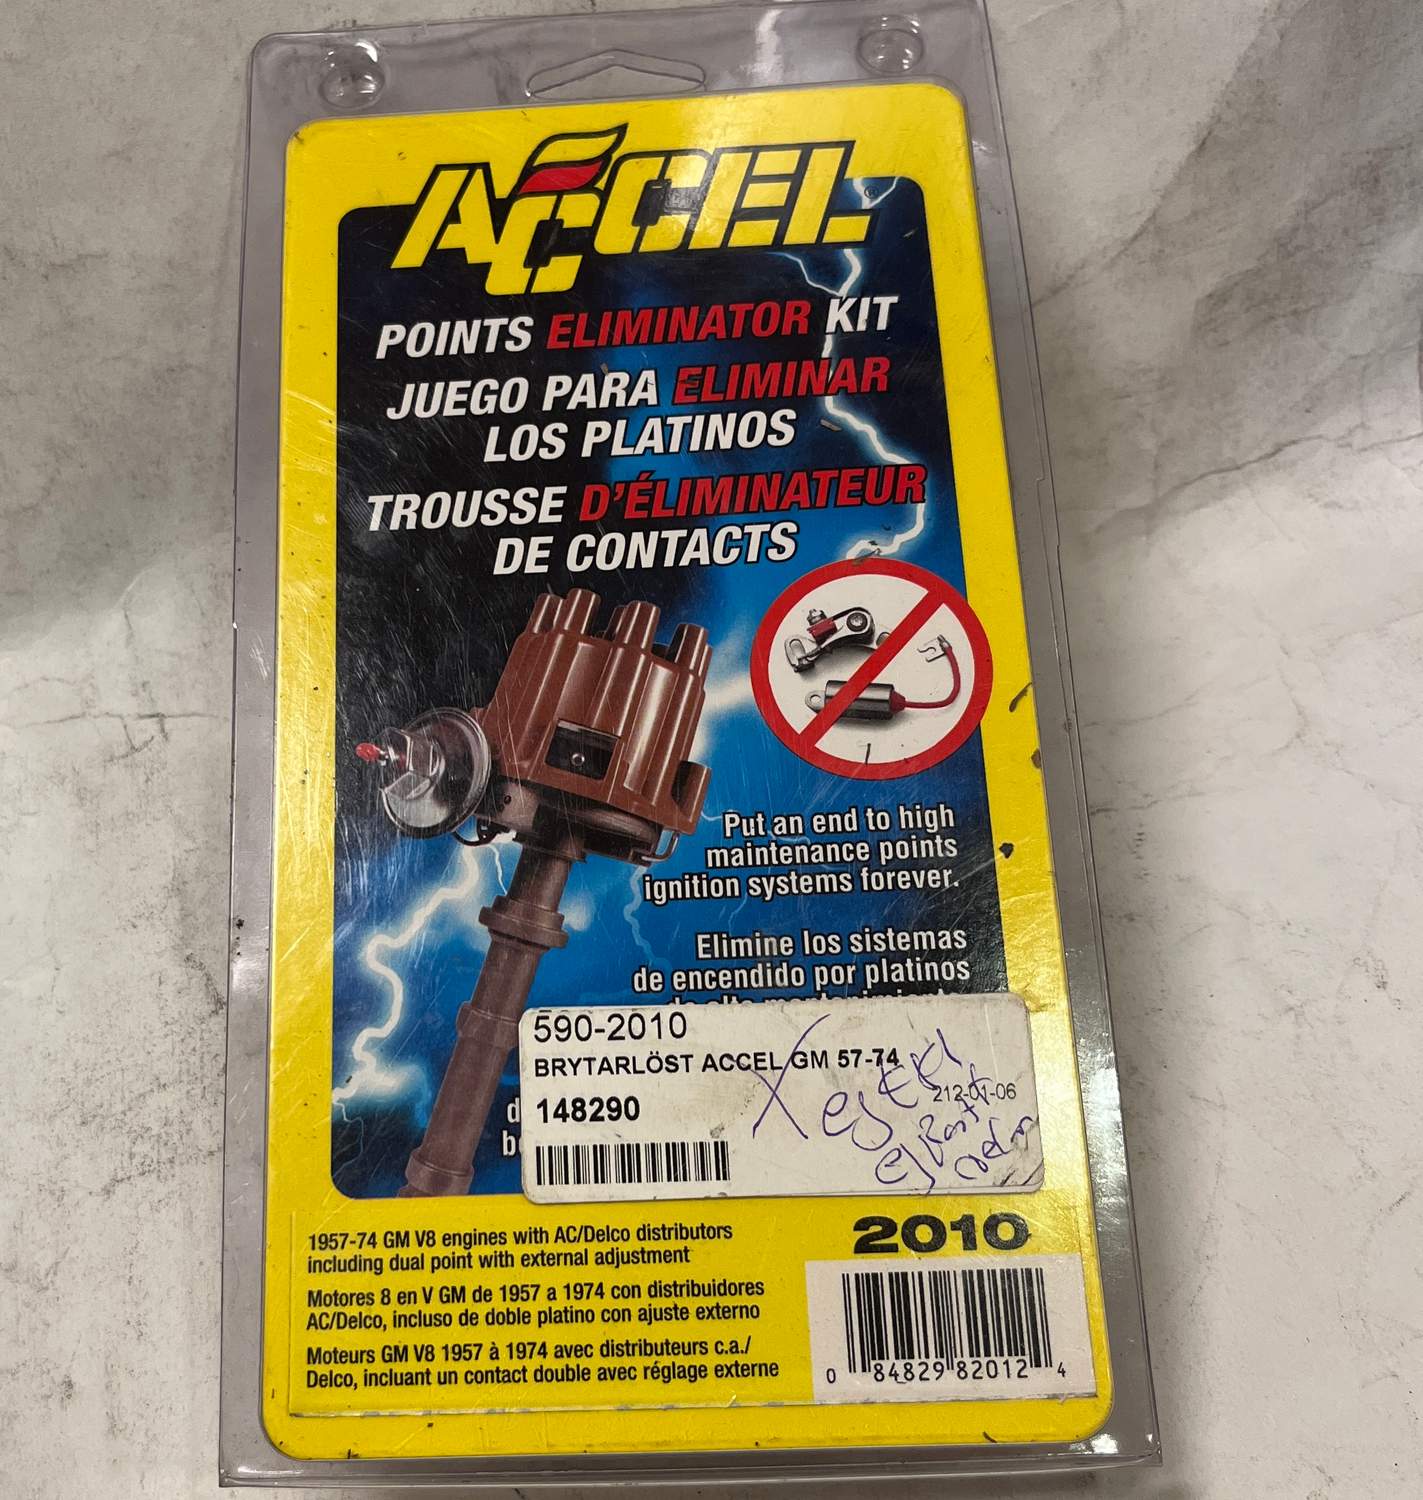 ACCEL®
POINTS ELIMINATOR KIT
JUEGO PARA ELIMINAR
LOS PLATINOS
TROUSSE D'ÉLIMINATEUR
DE CONTACTS
Put an end to high
maintenance points
ignition systems forever.
Elimine los sistemas
de encendido por platinos
de alto mantenimiento
590-2010
BRYTARLÖST ACCEL GM 57-74
212-01-06
148290
1957-74 GM V8 engines with AC/Delco distributors
including dual point with external adjustment
Motores 8 en V GM de 1957 a 1974 con distribuidores
AC/Delco, incluso de doble platino con ajuste externo
Moteurs GM V8 1957 à 1974 avec distributeurs c.a./
Delco, incluant un contact double avec réglage externe
2010
0 84829 82012 4